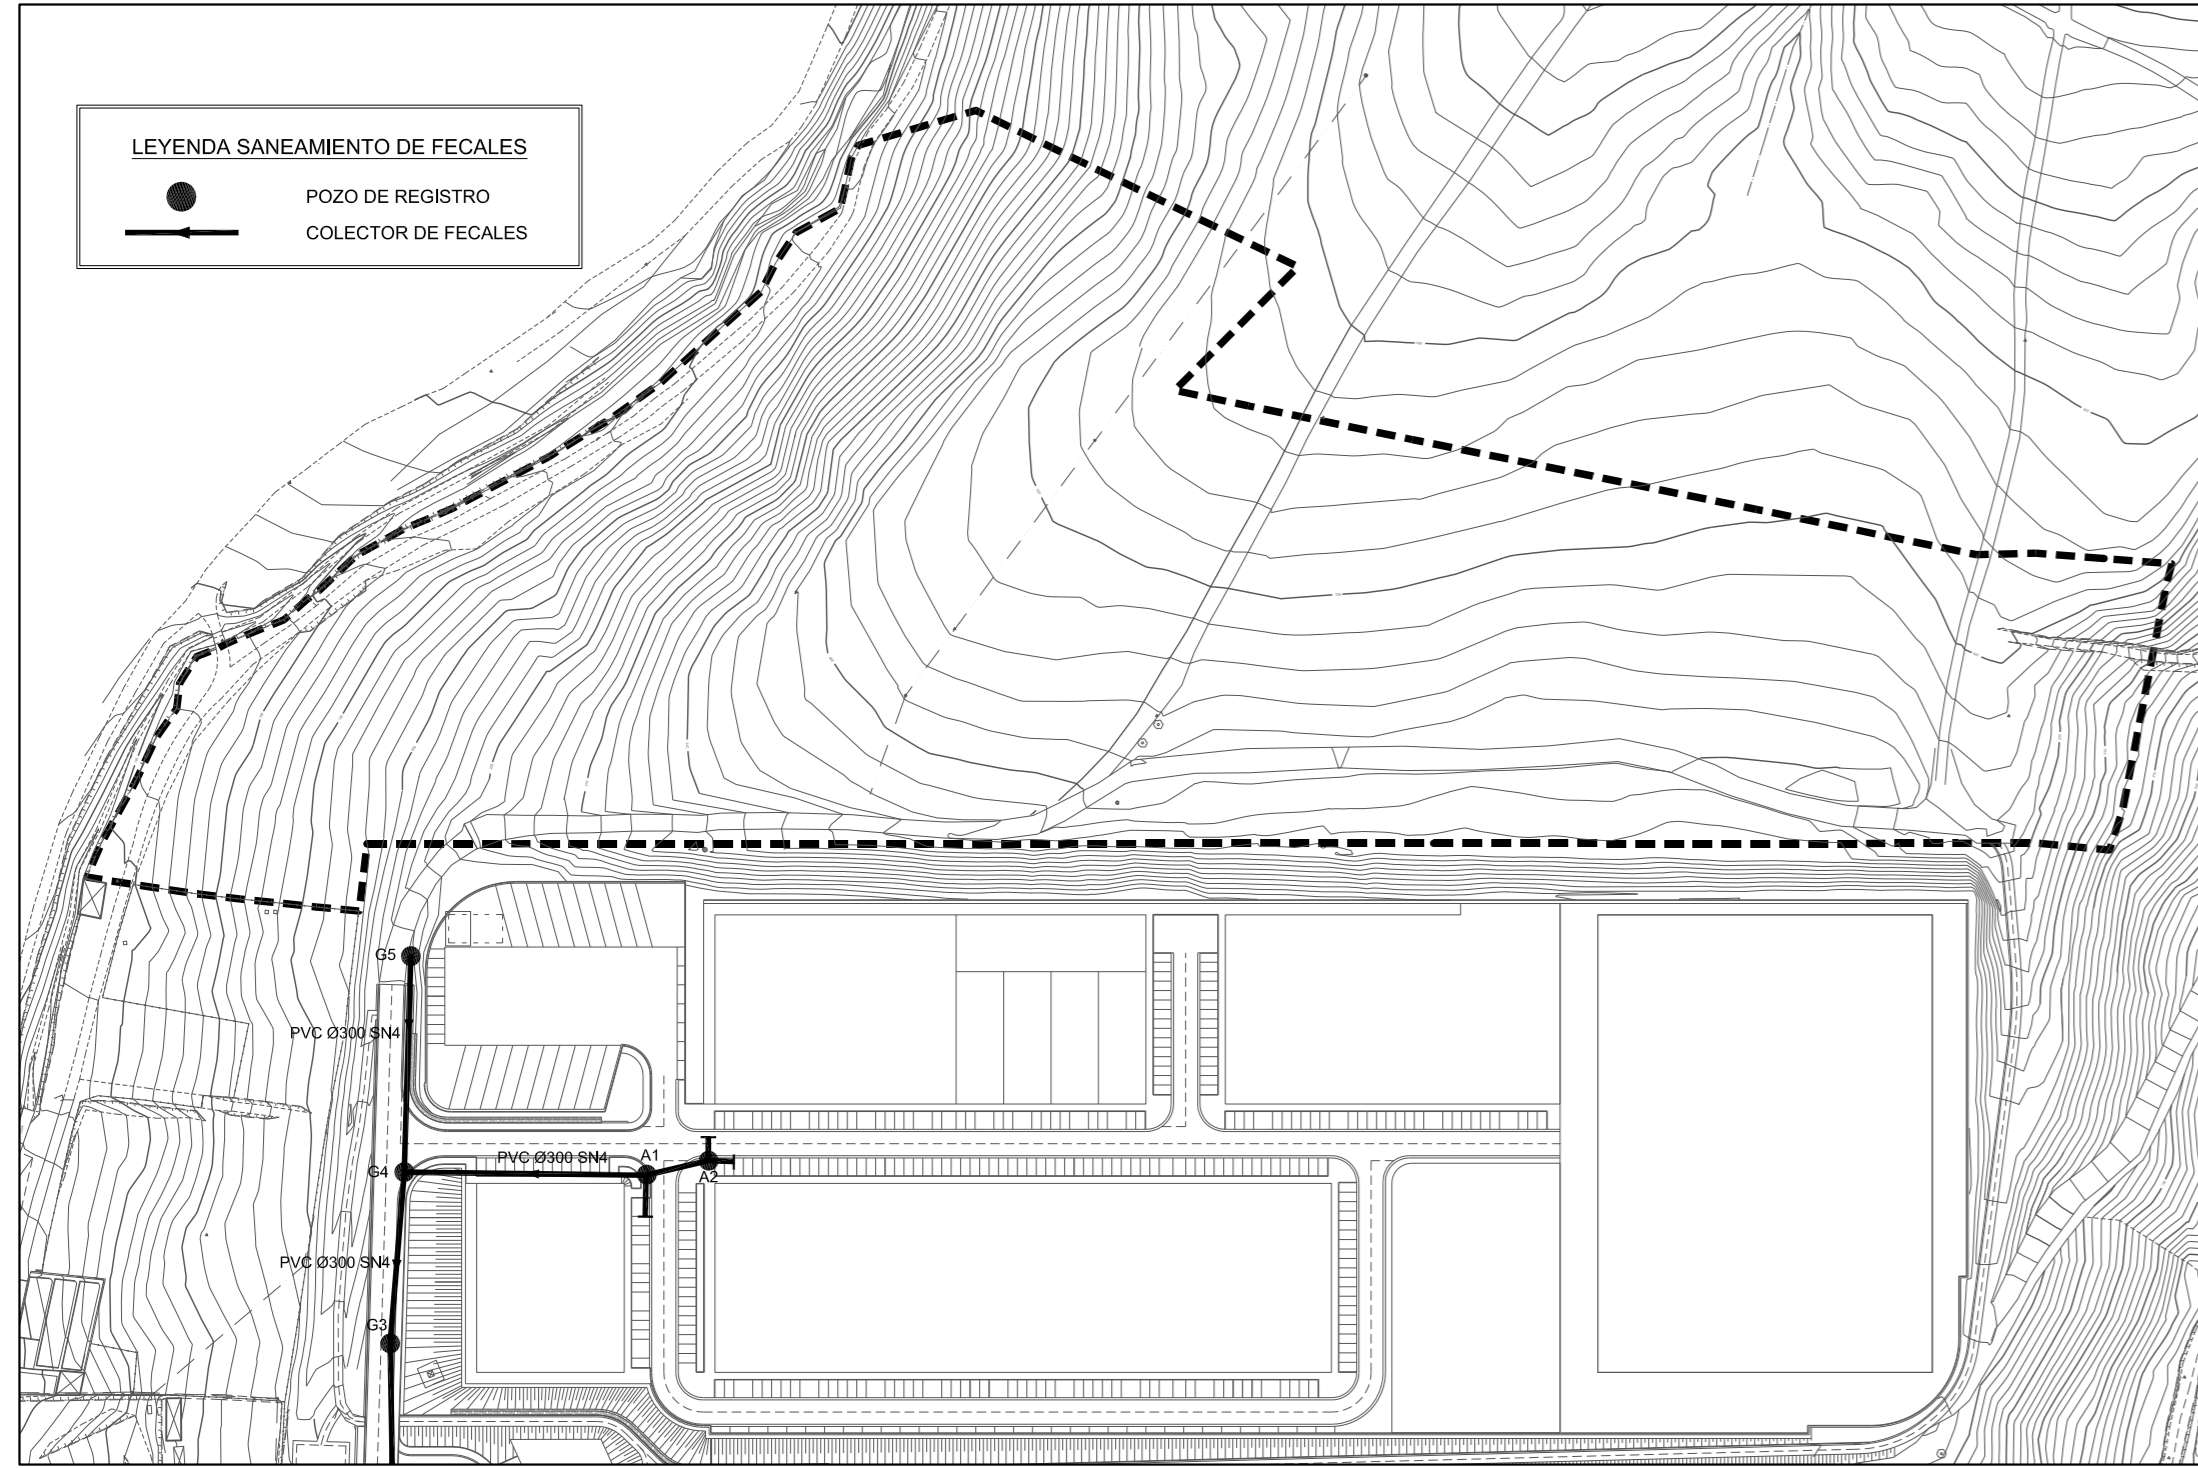 LEYENDA SANEAMIENTO DE FECALES
POZO DE REGISTRO
COLECTOR DE FECALES
G5
PVC Ø300 SN4
PVC Ø300 SN4
A1
G4
A2
PVC Ø300 SN4
G3